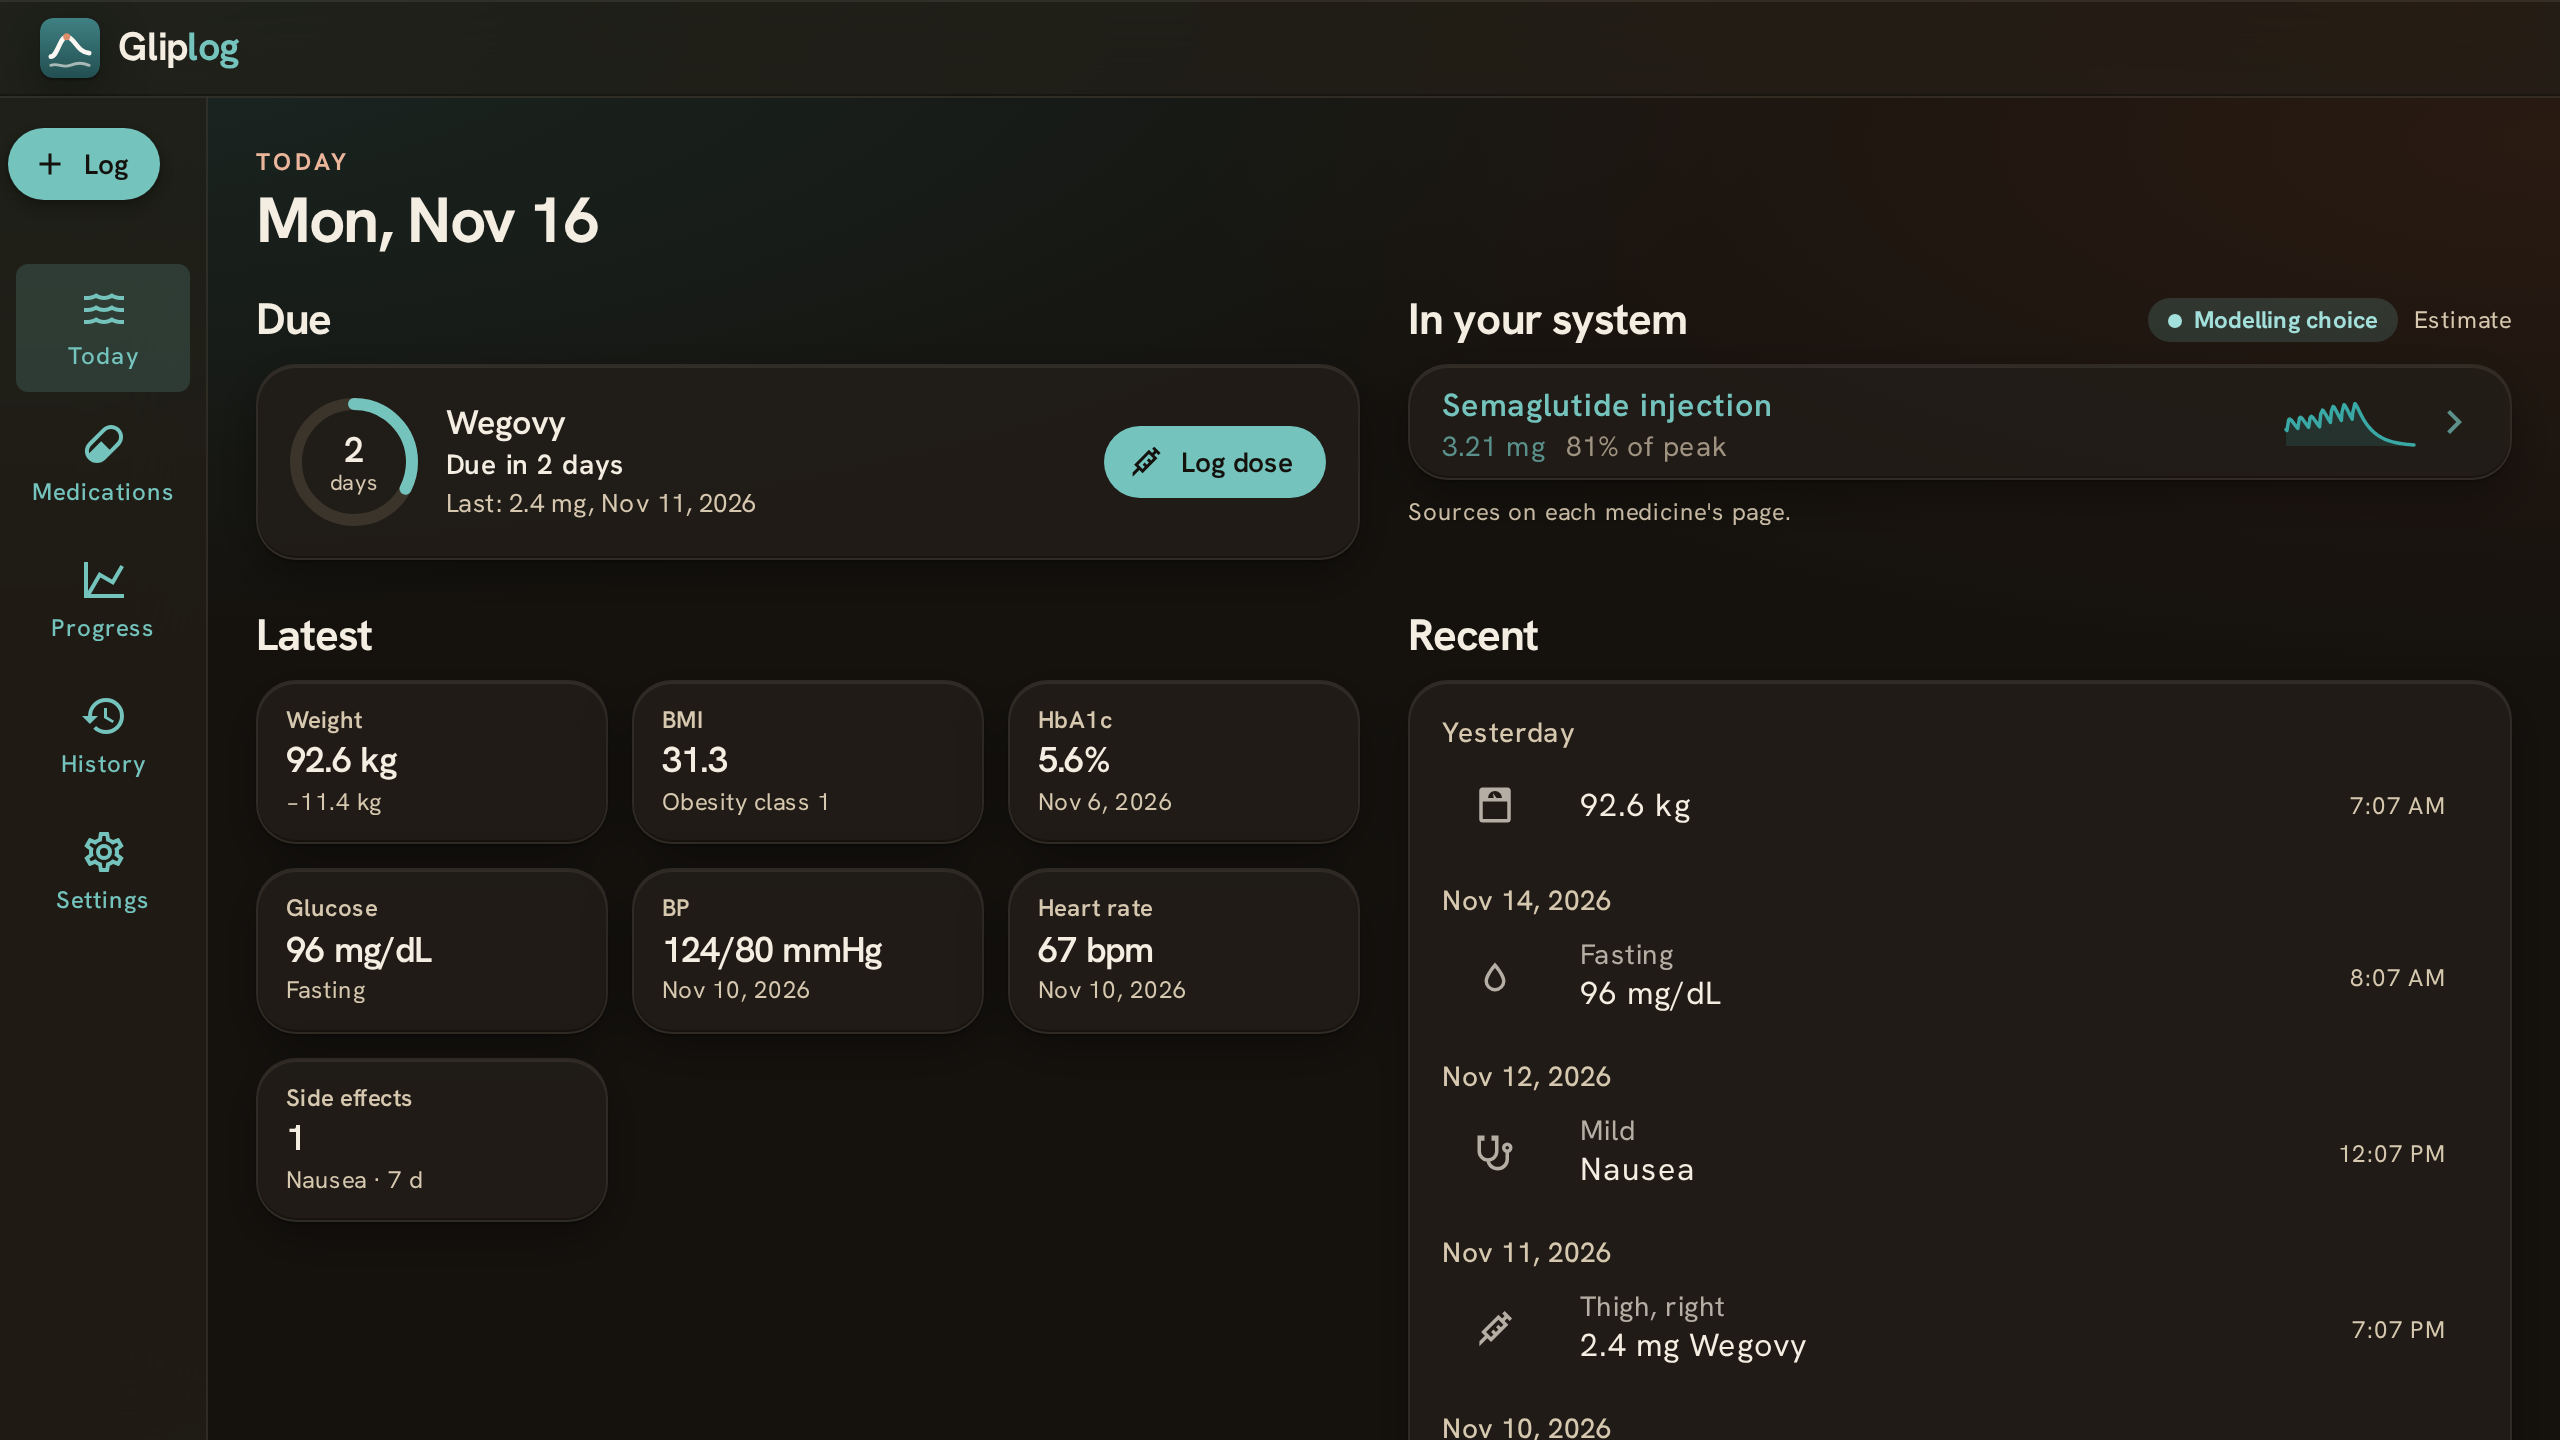 Gliplog
Log
Today
Medications
Progress
History
Settings
TODAY
Mon, Nov 16
Due
2
days
Wegovy
Due in 2 days
Last: 2.4 mg, Nov 11, 2026
Log dose
In your system
Modelling choice
Estimate
Semaglutide injection
3.21 mg 81% of peak
Sources on each medicine's page.
Latest
Weight
92.6 kg
−11.4 kg
BMI
31.3
Obesity class 1
HbA1c
5.6%
Nov 6, 2026
Glucose
96 mg/dL
Fasting
BP
124/80 mmHg
Nov 10, 2026
Heart rate
67 bpm
Nov 10, 2026
Side effects
1
Nausea · 7 d
Recent
Yesterday
92.6 kg
7:07 AM
Nov 14, 2026
Fasting
96 mg/dL
8:07 AM
Nov 12, 2026
Mild
Nausea
12:07 PM
Nov 11, 2026
Thigh, right
2.4 mg Wegovy
7:07 PM
Nov 10, 2026